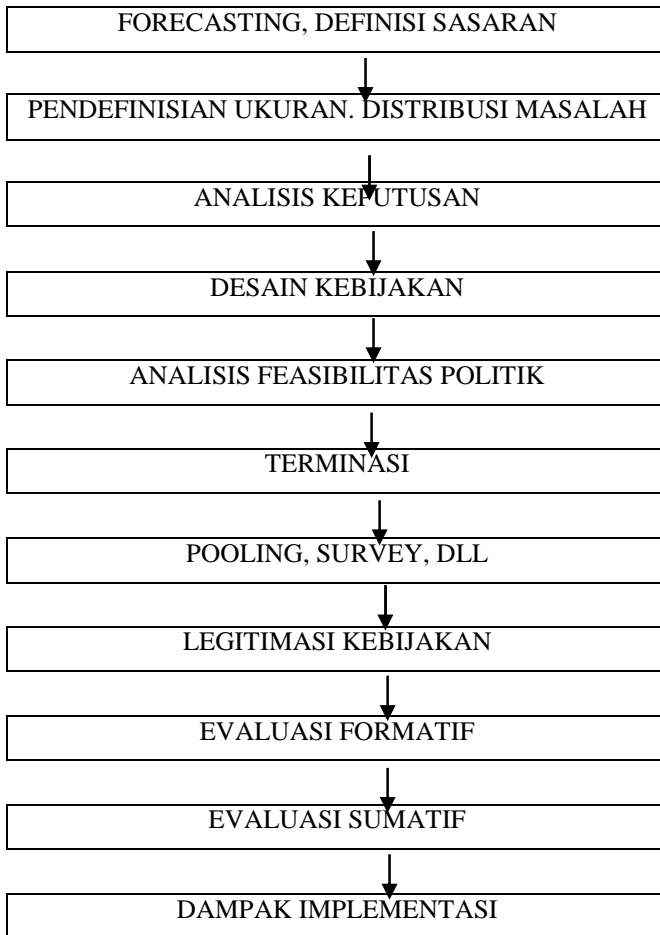 FORECASTING, DEFINISI SASARAN
PENDEFINISIAN UKURAN. DISTRIBUSI MASALAH
ANALISIS KEPUTUSAN
DESAIN KEBIJAKAN
ANALISIS FEASIBILITAS POLITIK
TERMINASI
POOLING, SURVEY, DLL
LEGITIMASI KEBIJAKAN
EVALUASI FORMATIF
EVALUASI SUMATIF
DAMPAK IMPLEMENTASI